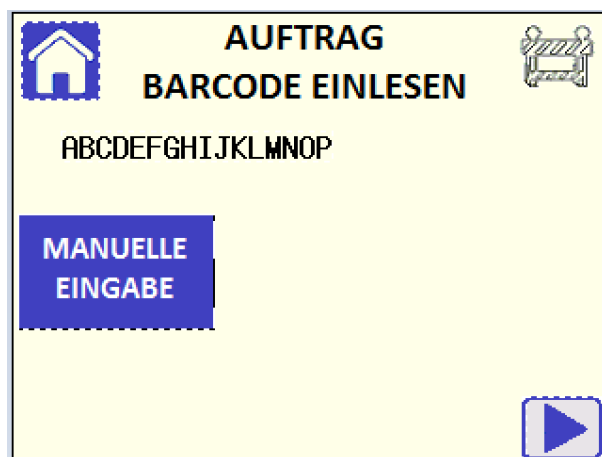 AUFTRAG
BARCODE EINLESEN
ABCDEFGHIJKLMNOP
MANUELLE
EINGABE